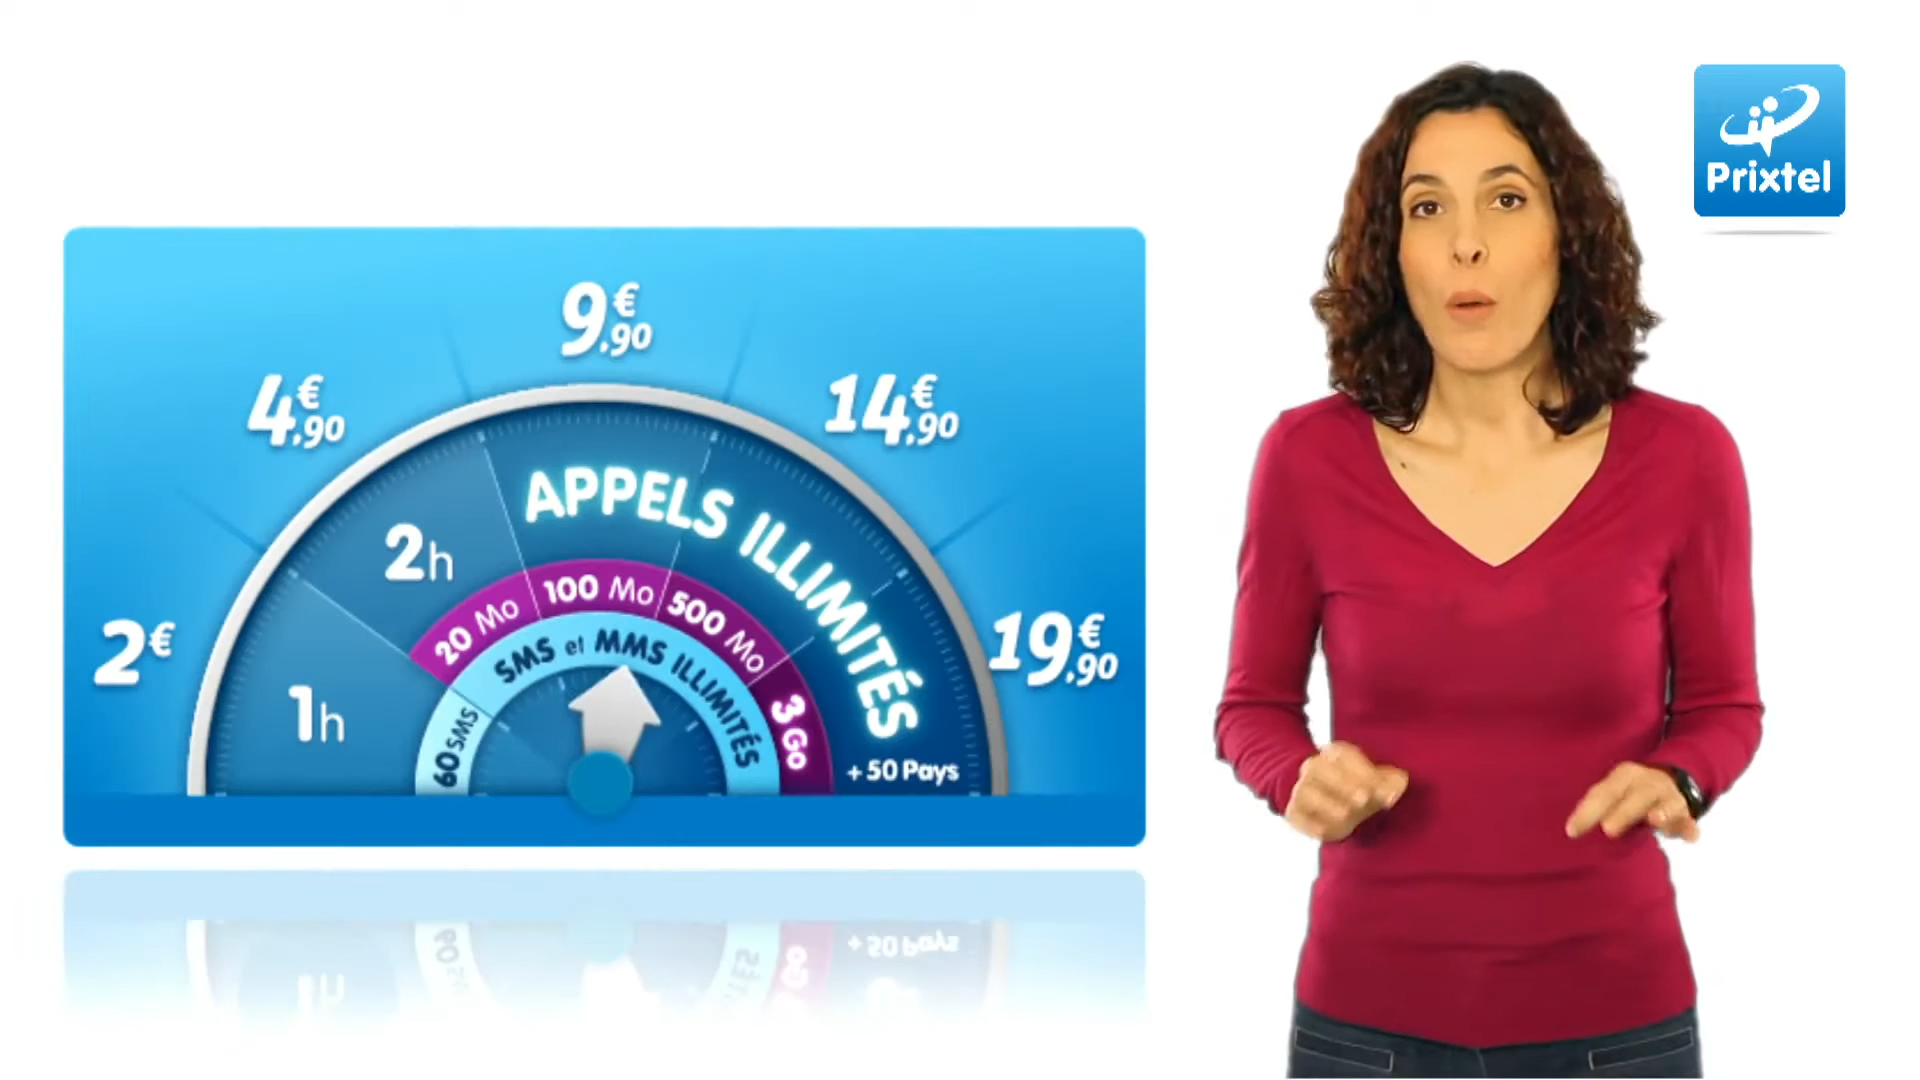 Prixtel
9,90€
4,90€
14,90€
2€
19,90€
APPELS ILLIMITÉS
2h
1h
20 Mo
100 Mo
500 Mo
3 Go
SMS et MMS ILLIMITÉS
60 SMS
+ 50 Pays